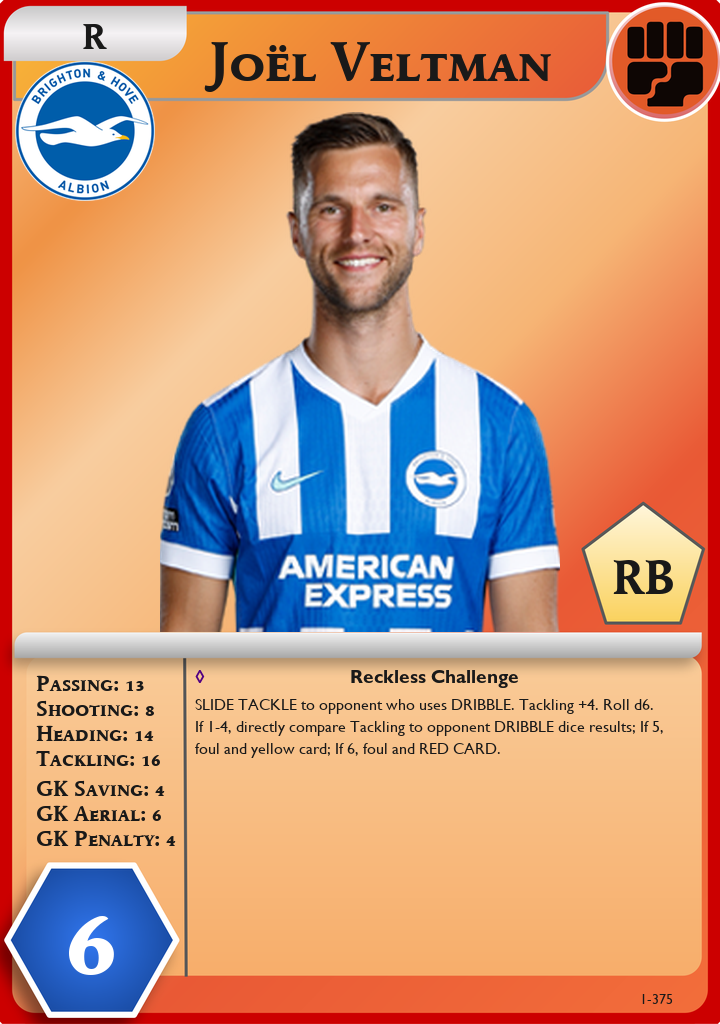 R
Joël Veltman
BRIGHTON & HOVE
ALBION
AMERICAN
EXPRESS
RB
Passing: 13
Shooting: 8
Heading: 14
Tackling: 16
GK Saving: 4
GK Aerial: 6
GK Penalty: 4
6
◊ Reckless Challenge
SLIDE TACKLE to opponent who uses DRIBBLE. Tackling +4. Roll d6.
If 1-4, directly compare Tackling to opponent DRIBBLE dice results; If 5,
foul and yellow card; If 6, foul and RED CARD.
1-375